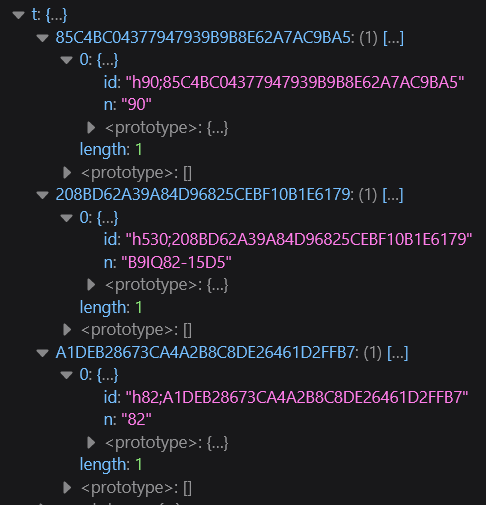 t: {…}
85C4BC04377947939B9B8E62A7AC9BA5: (1) […]
0: {…}
id: "h90;85C4BC04377947939B9B8E62A7AC9BA5"
n: "90"
<prototype>: {…}
length: 1
<prototype>: []
208BD62A39A84D96825CEBF10B1E6179: (1) […]
0: {…}
id: "h530;208BD62A39A84D96825CEBF10B1E6179"
n: "B9IQ82-15D5"
<prototype>: {…}
length: 1
<prototype>: []
A1DEB28673CA4A2B8C8DE26461D2FFB7: (1) […]
0: {…}
id: "h82;A1DEB28673CA4A2B8C8DE26461D2FFB7"
n: "82"
<prototype>: {…}
length: 1
<prototype>: []